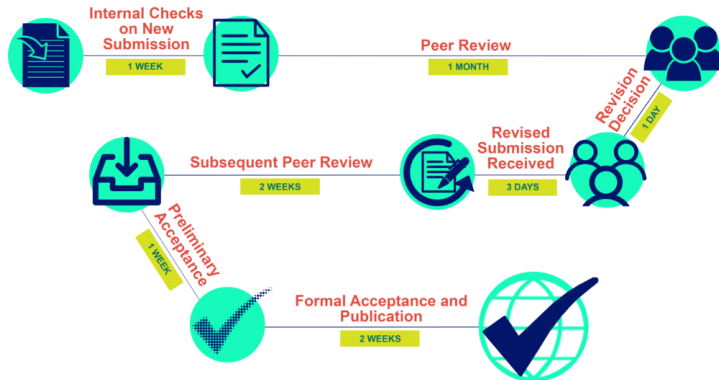 Internal Checks
on New
Submission
1 WEEK
Peer Review
1 MONTH
Revision
Decision
1 DAY
Revised
Submission
Received
3 DAYS
Subsequent Peer Review
2 WEEKS
Preliminary
Acceptance
1 WEEK
Formal Acceptance and
Publication
2 WEEKS